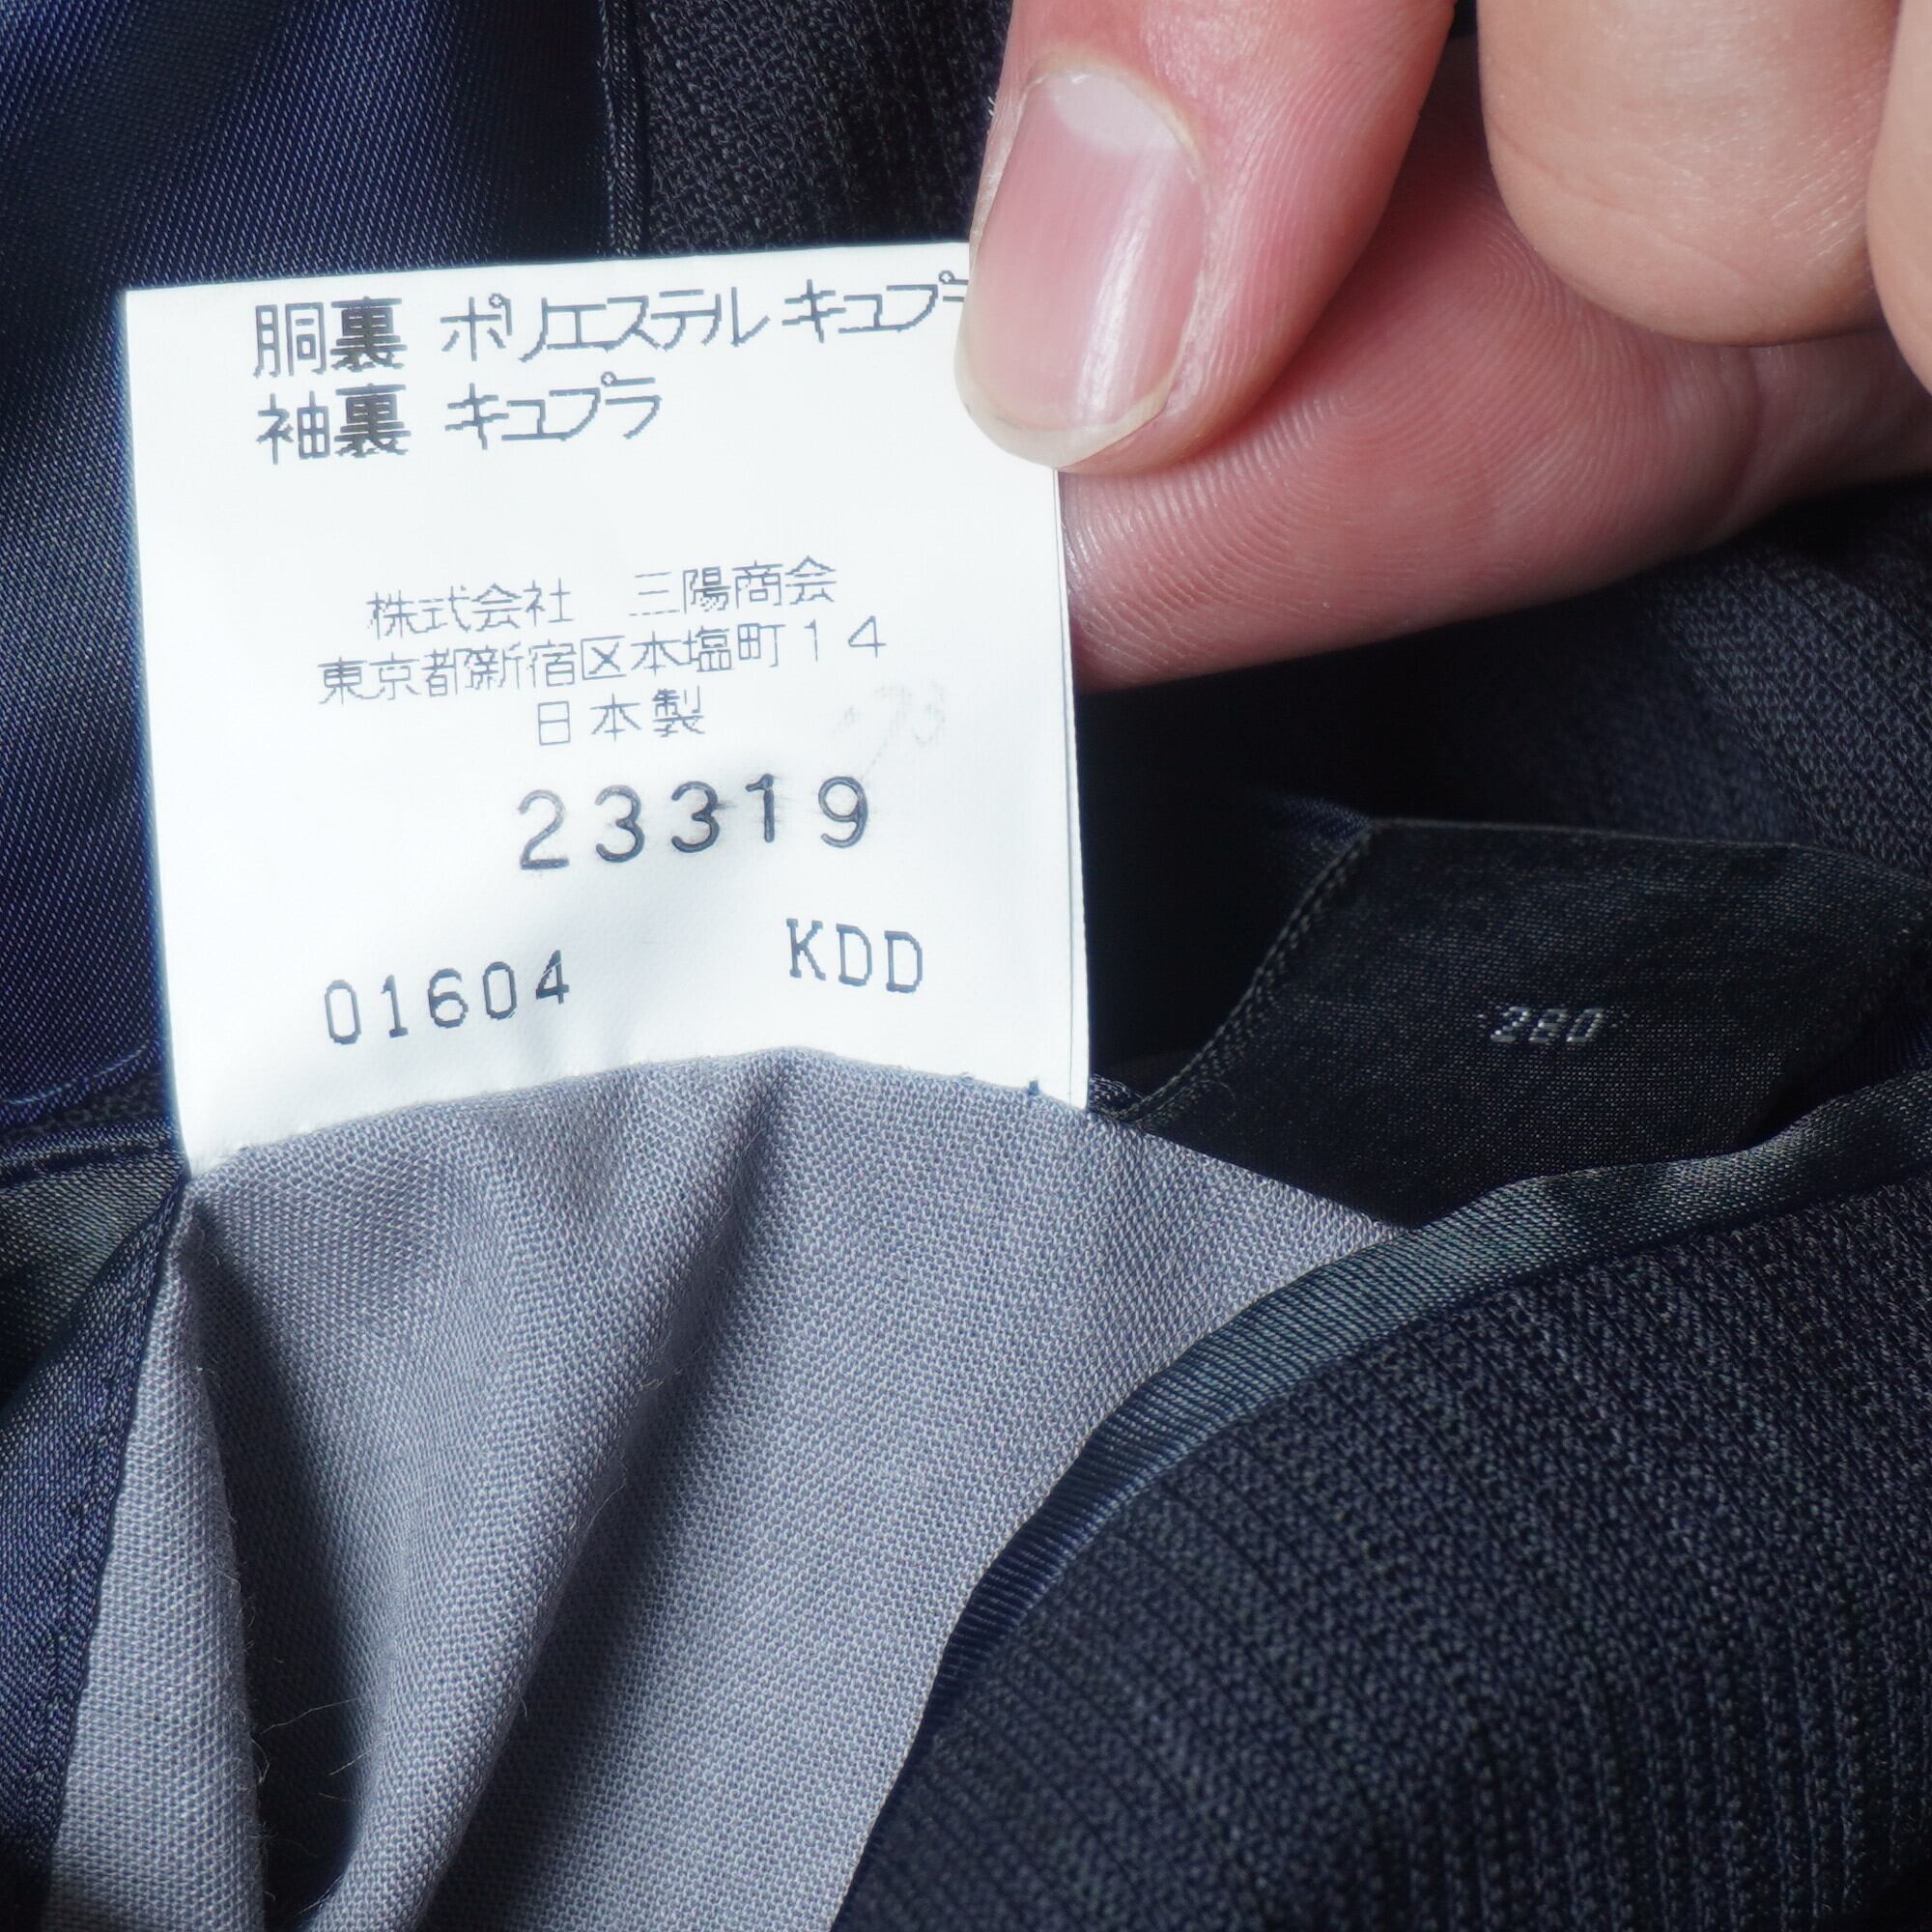 胴裏 ポリエステル キュプラ
袖裏 キュプラ
株式会社 三陽商会
東京都新宿区本塩町14
日本製
23319
01604 KDD
280